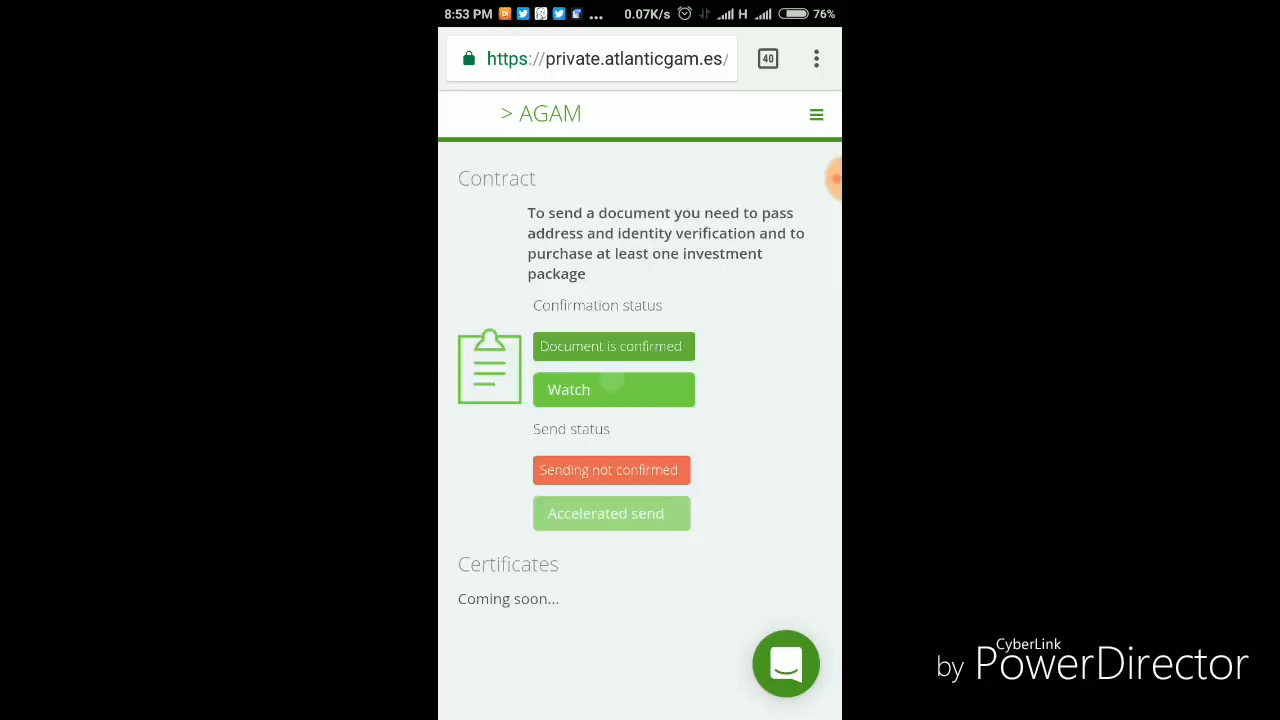 8:53 PM ... 0.07K/s H 76%
https://private.atlanticgam.es/ 40
> AGAM
Contract
To send a document you need to pass
address and identity verification and to
purchase at least one investment
package
Confirmation status
Document is confirmed
Watch
Send status
Sending not confirmed
Accelerated send
Certificates
Coming soon...
CyberLink
by PowerDirector